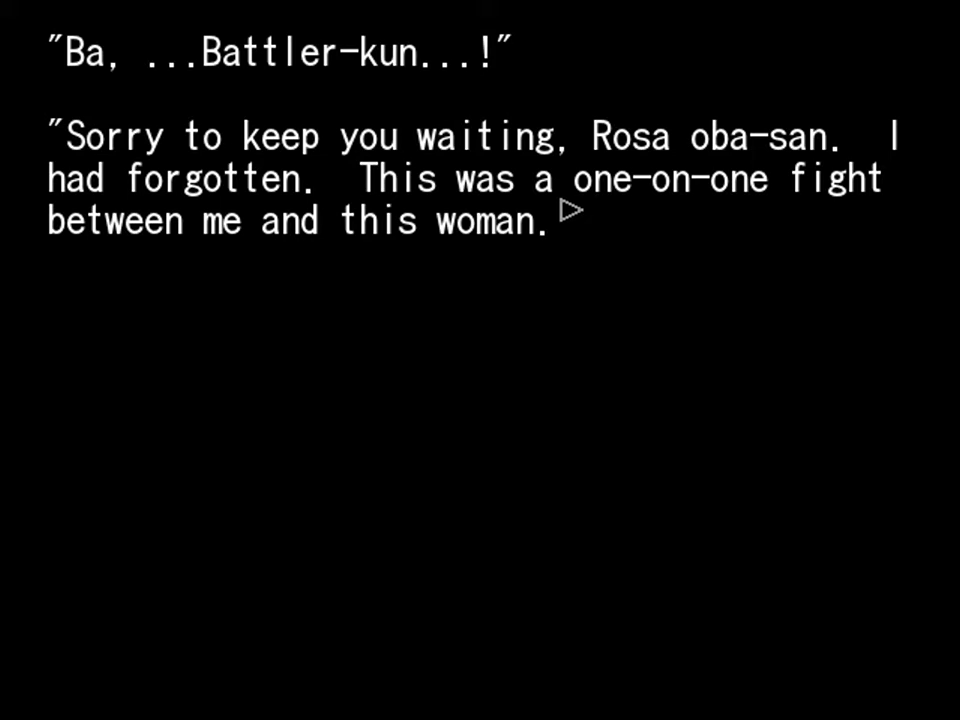 "Ba, ...Battler-kun...!"
"Sorry to keep you waiting, Rosa oba-san.  I
had forgotten.  This was a one-on-one fight
between me and this woman.